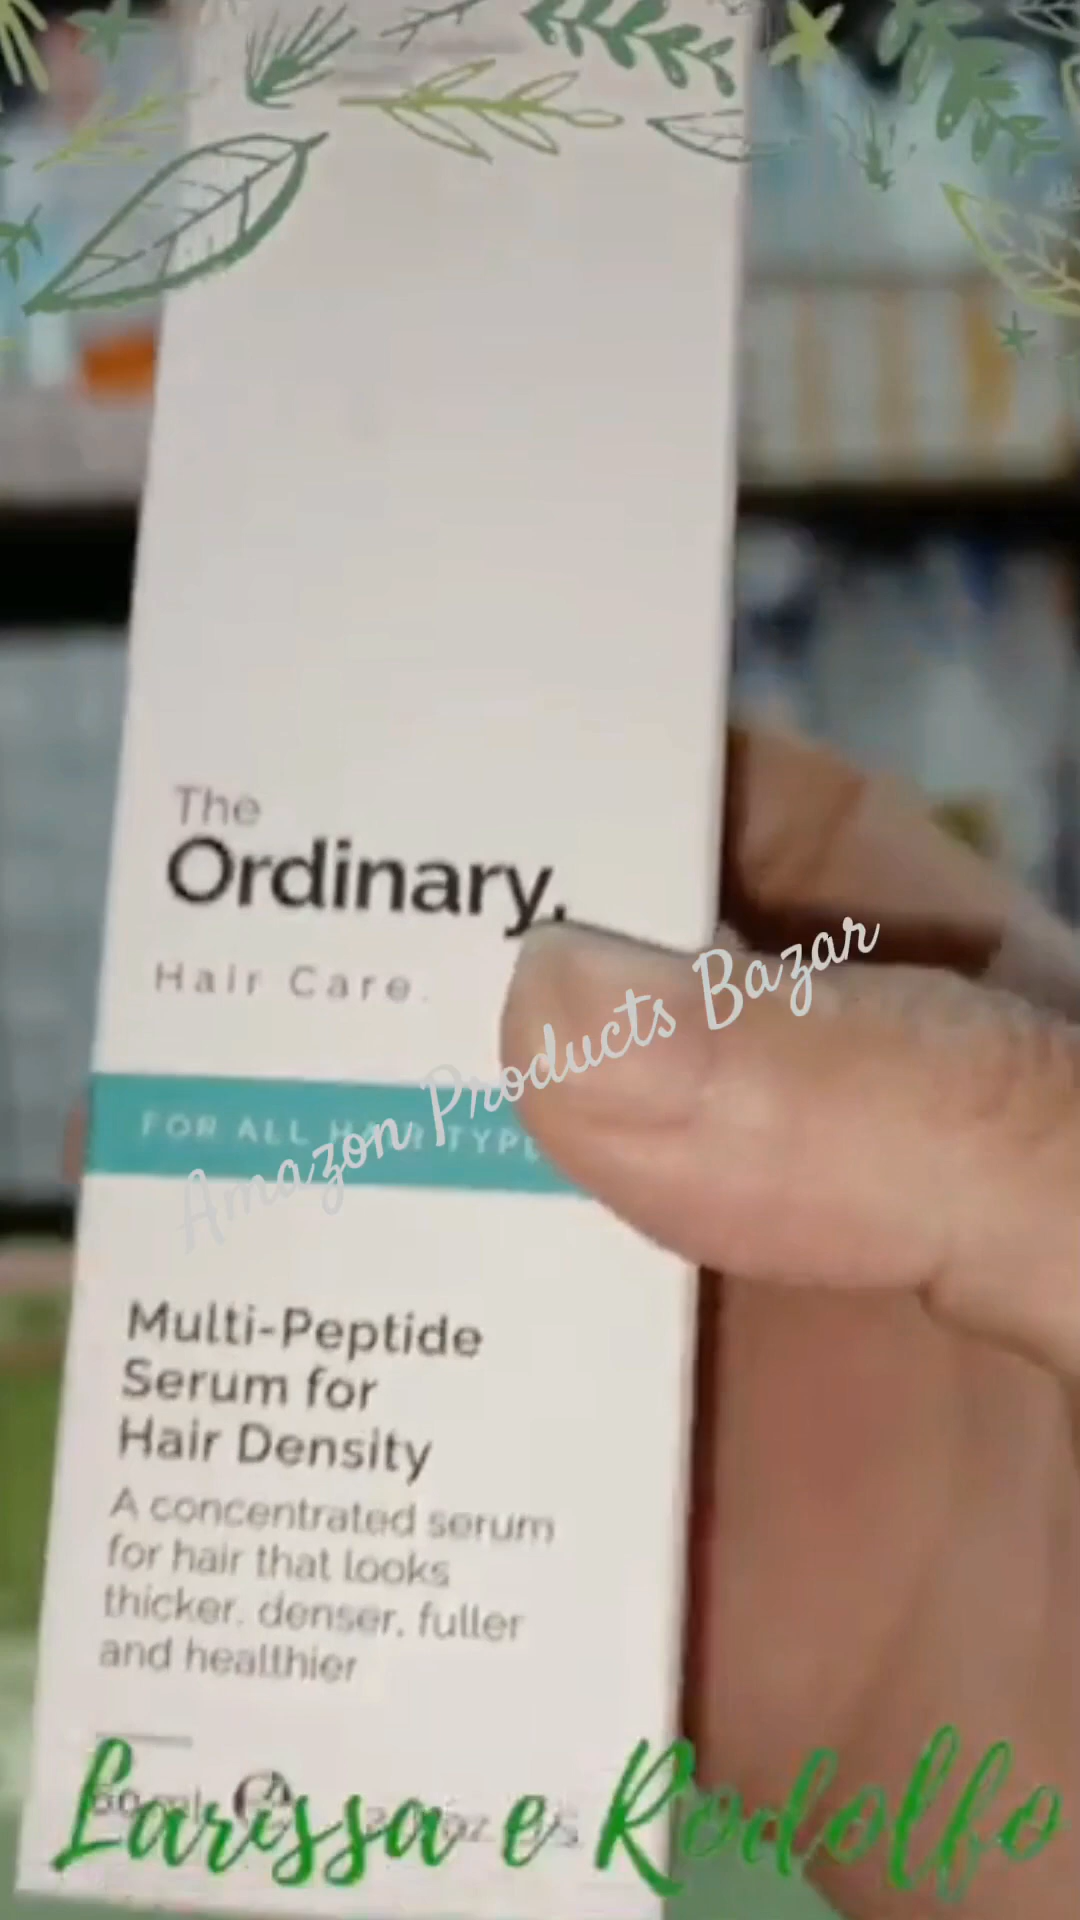 The
Ordinary.
Hair Care.
Amazon Products Bazar
FOR ALL HAIR
Multi-Peptide
Serum for
Hair Density
A concentrated serum
for hair that looks
thicker, denser, fuller
and healthier
Larissa e Rodolfo